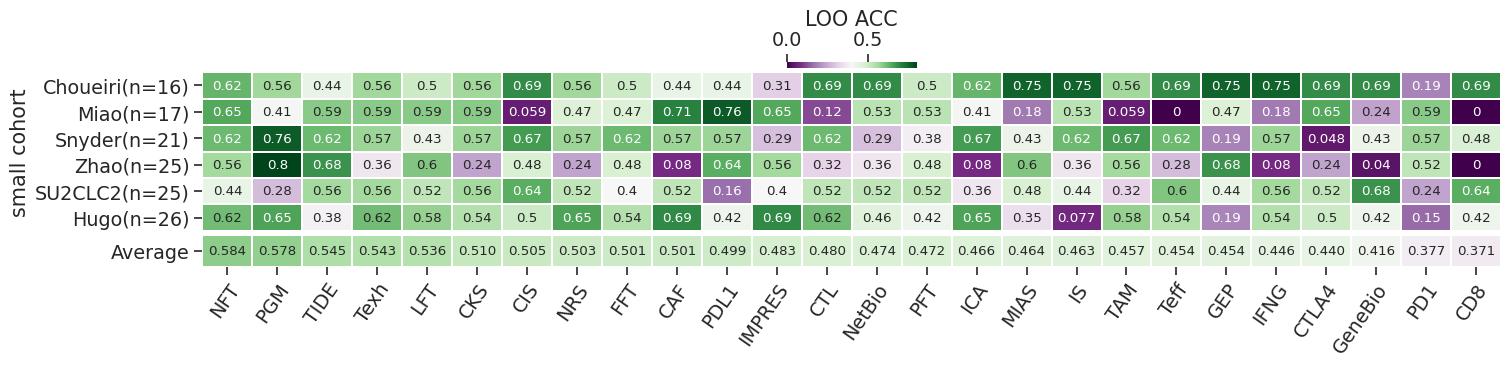 LOO ACC
0.0 0.5
small cohort
Choueiri(n=16) 0.62 0.56 0.44 0.56 0.5 0.56 0.69 0.56 0.5 0.44 0.44 0.31 0.69 0.69 0.5 0.62 0.75 0.75 0.56 0.69 0.75 0.75 0.69 0.69 0.19 0.69
Miao(n=17) 0.65 0.41 0.59 0.59 0.59 0.59 0.059 0.47 0.47 0.71 0.76 0.65 0.12 0.53 0.53 0.41 0.18 0.53 0.059 0 0.47 0.18 0.65 0.24 0.59 0
Snyder(n=21) 0.62 0.76 0.62 0.57 0.43 0.57 0.67 0.57 0.62 0.57 0.57 0.29 0.62 0.29 0.38 0.67 0.43 0.62 0.67 0.62 0.19 0.57 0.048 0.43 0.57 0.48
Zhao(n=25) 0.56 0.8 0.68 0.36 0.6 0.24 0.48 0.24 0.48 0.08 0.64 0.56 0.32 0.36 0.48 0.08 0.6 0.36 0.56 0.28 0.68 0.08 0.24 0.04 0.52 0
SU2CLC2(n=25) 0.44 0.28 0.56 0.56 0.52 0.56 0.64 0.52 0.4 0.52 0.16 0.4 0.52 0.52 0.52 0.36 0.48 0.44 0.32 0.6 0.44 0.56 0.52 0.68 0.24 0.64
Hugo(n=26) 0.62 0.65 0.38 0.62 0.58 0.54 0.5 0.65 0.54 0.69 0.42 0.69 0.62 0.46 0.42 0.65 0.35 0.077 0.58 0.54 0.19 0.54 0.5 0.42 0.15 0.42
Average 0.584 0.578 0.545 0.543 0.536 0.510 0.505 0.503 0.501 0.501 0.499 0.483 0.480 0.474 0.472 0.466 0.464 0.463 0.457 0.454 0.454 0.446 0.440 0.416 0.377 0.371
NFT PGM TIDE Texh LFT CKS CIS NRS FFT CAF PDL1 IMPRES CTL NetBio PFT ICA MIAS IS TAM Teff GEP IFNG CTLA4 GeneBio PD1 CD8